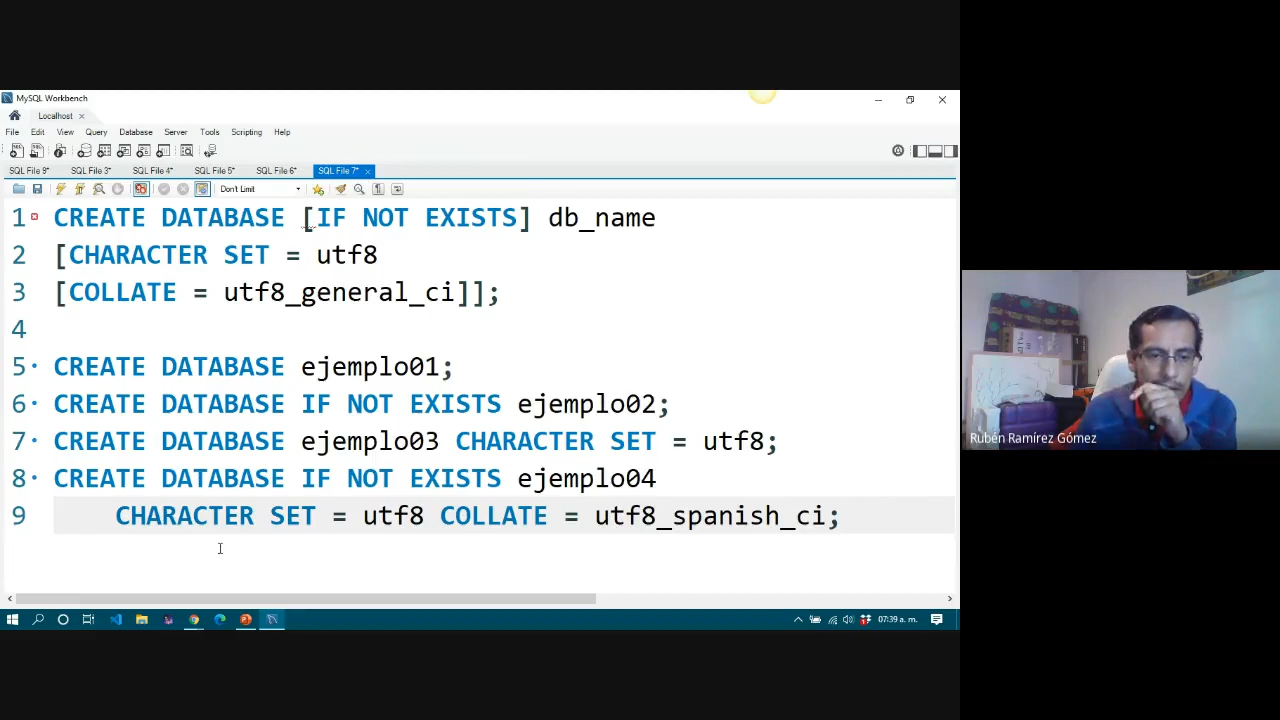 MySQL Workbench
Localhost
File Edit View Query Database Server Tools Scripting Help
SQL File 9* SQL File 3* SQL File 4* SQL File 5* SQL File 6* SQL File 7*
Don't Limit
1 CREATE DATABASE [IF NOT EXISTS] db_name
2 [CHARACTER SET = utf8
3 [COLLATE = utf8_general_ci]];
4
5 CREATE DATABASE ejemplo01;
6 CREATE DATABASE IF NOT EXISTS ejemplo02;
7 CREATE DATABASE ejemplo03 CHARACTER SET = utf8;
8 CREATE DATABASE IF NOT EXISTS ejemplo04
9 CHARACTER SET = utf8 COLLATE = utf8_spanish_ci;
Rubén Ramírez Gómez
07:39 a. m.